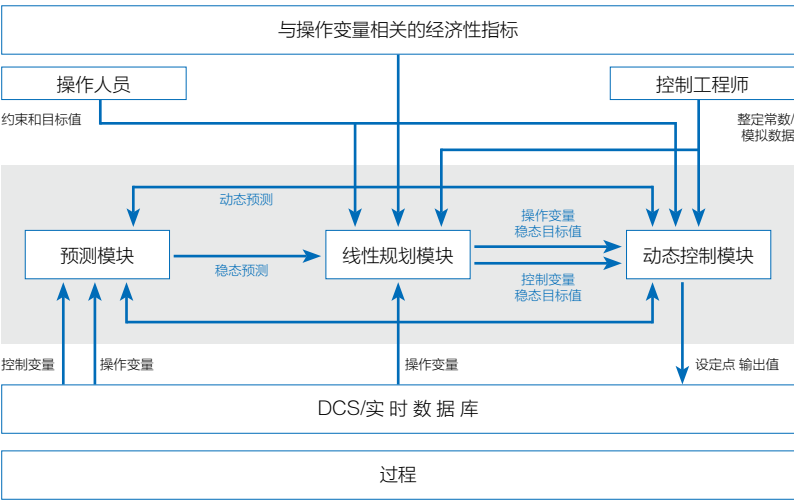 与操作变量相关的经济性指标
操作人员
控制工程师
约束和目标值
整定常数/
模拟数据
动态预测
操作变量
稳态目标值
预测模块
线性规划模块
动态控制模块
稳态预测
控制变量
稳态目标值
控制变量
操作变量
操作变量
设定点 输出值
DCS/实 时 数 据 库
过程